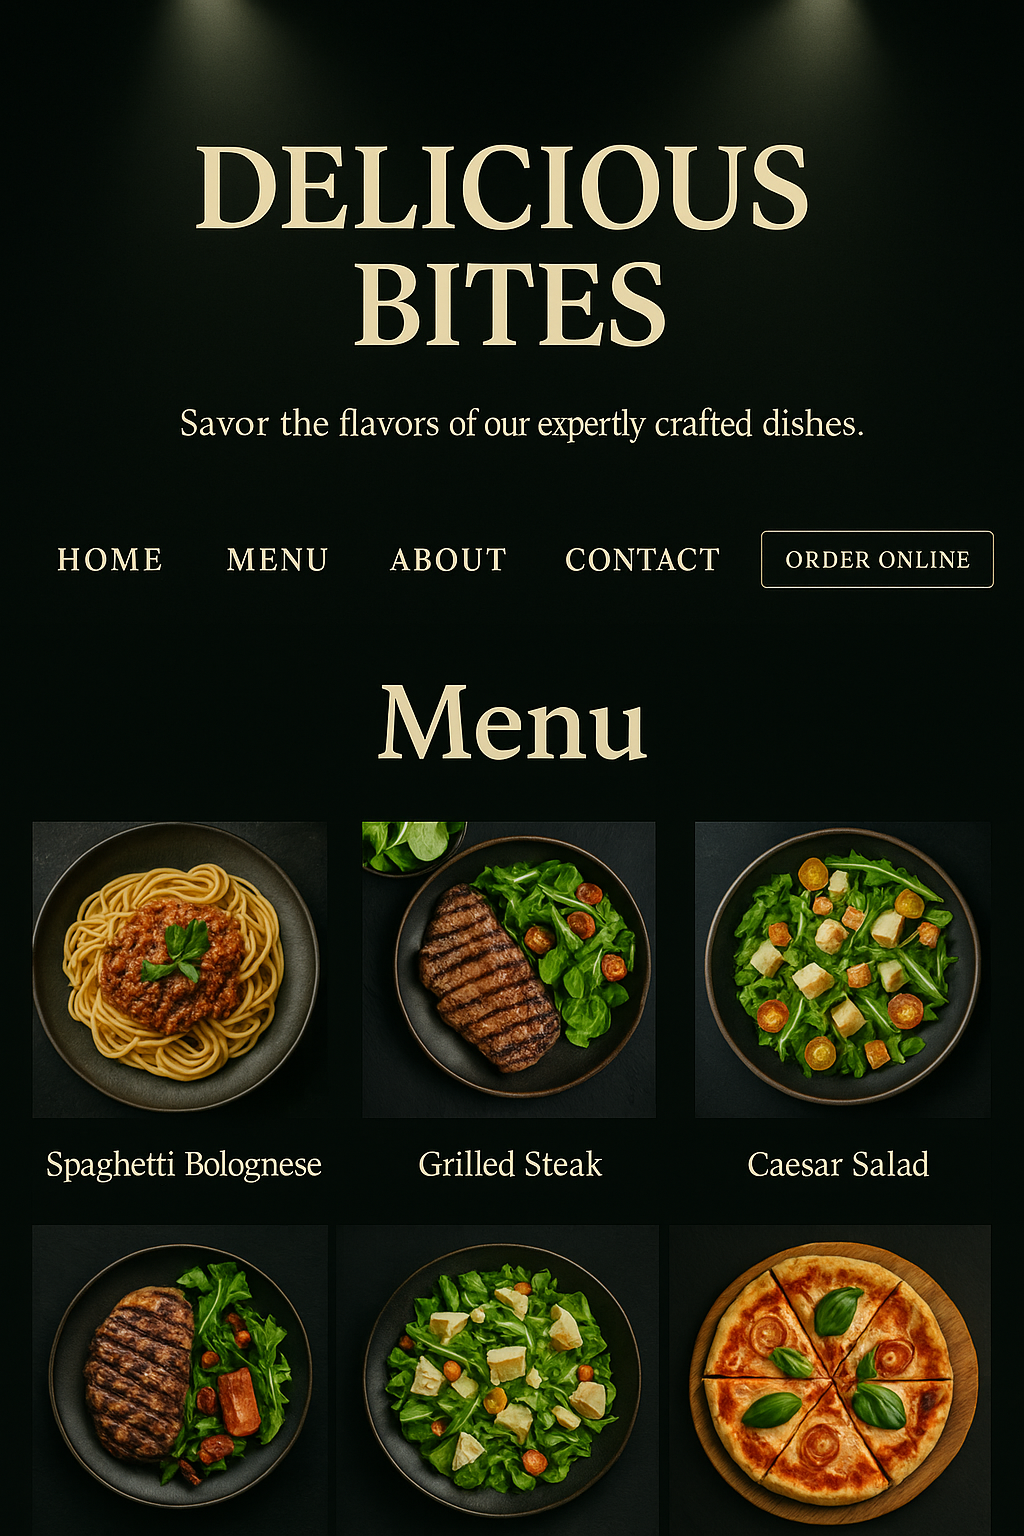 DELICIOUS
BITES
Savor the flavors of our expertly crafted dishes.
HOME MENU ABOUT CONTACT ORDER ONLINE
Menu
Spaghetti Bolognese Grilled Steak Caesar Salad